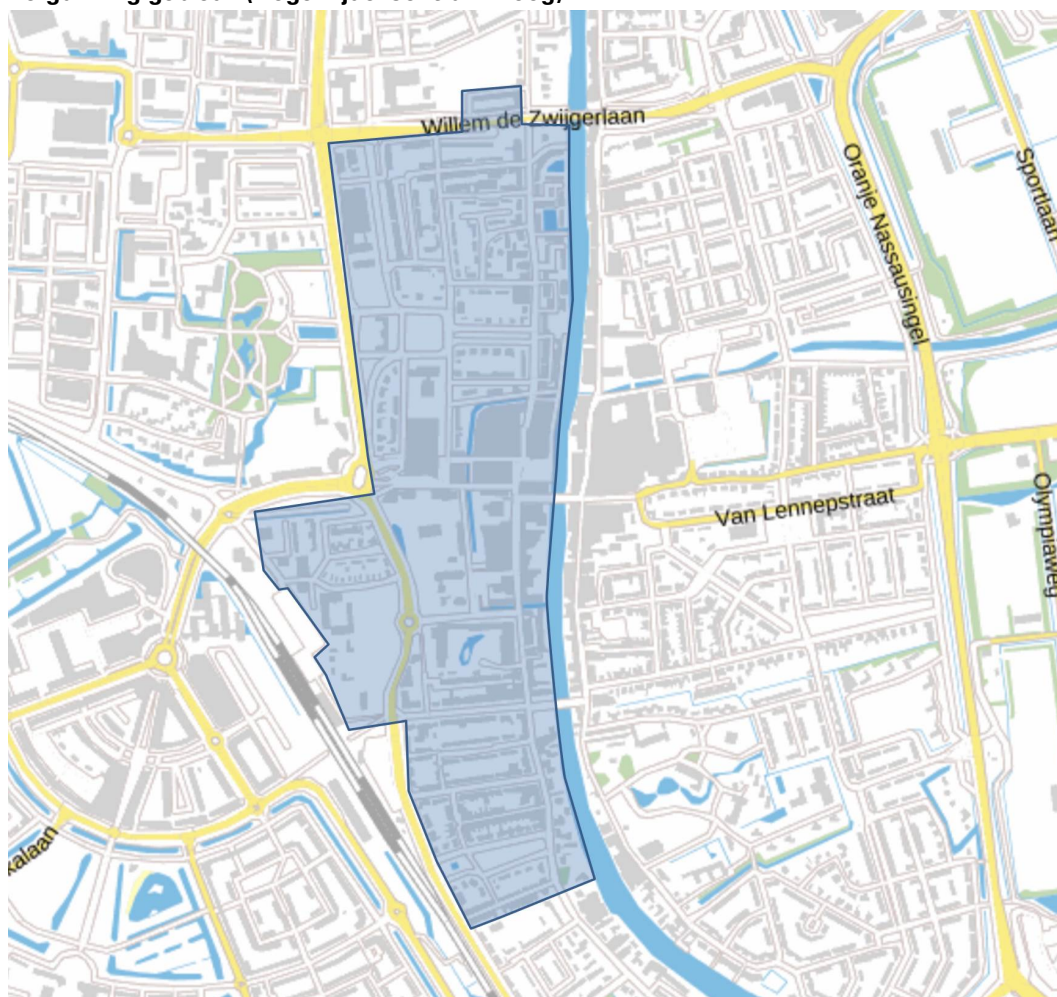 Willem de Zwijgerlaan
Oranje Nassausingel
Sportlaan
Van Lennepstraat
Olympiaweg
kalaan